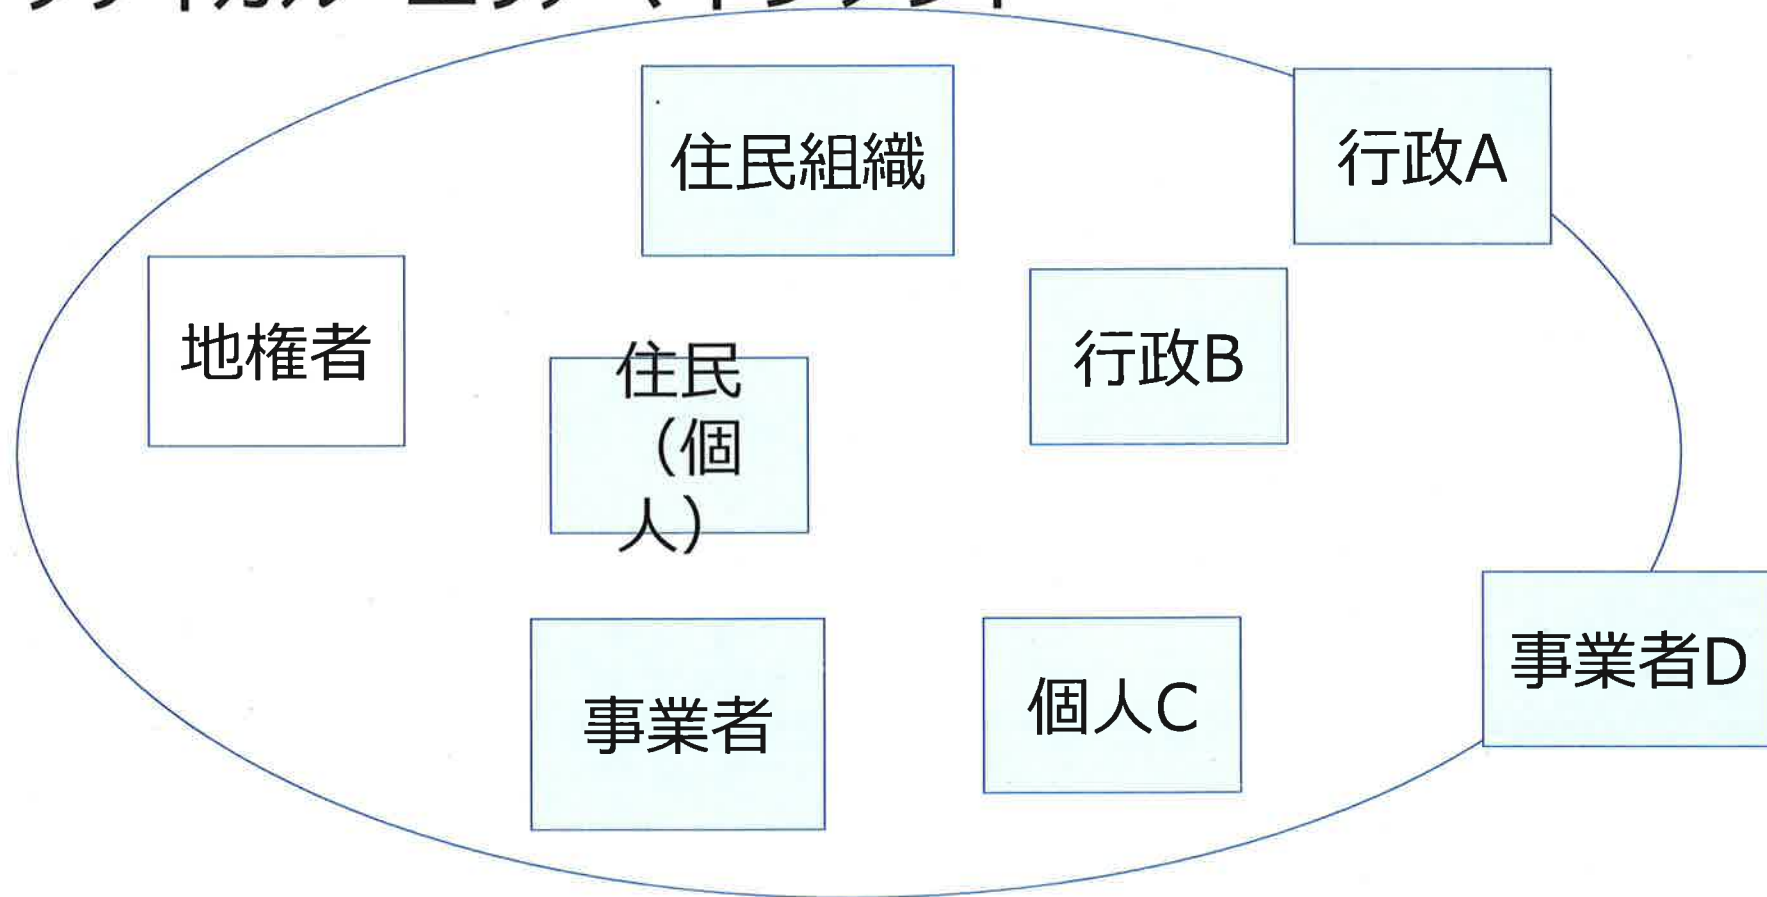 住民組織
行政A
地権者
住民
（個
人）
行政B
事業者
個人C
事業者D